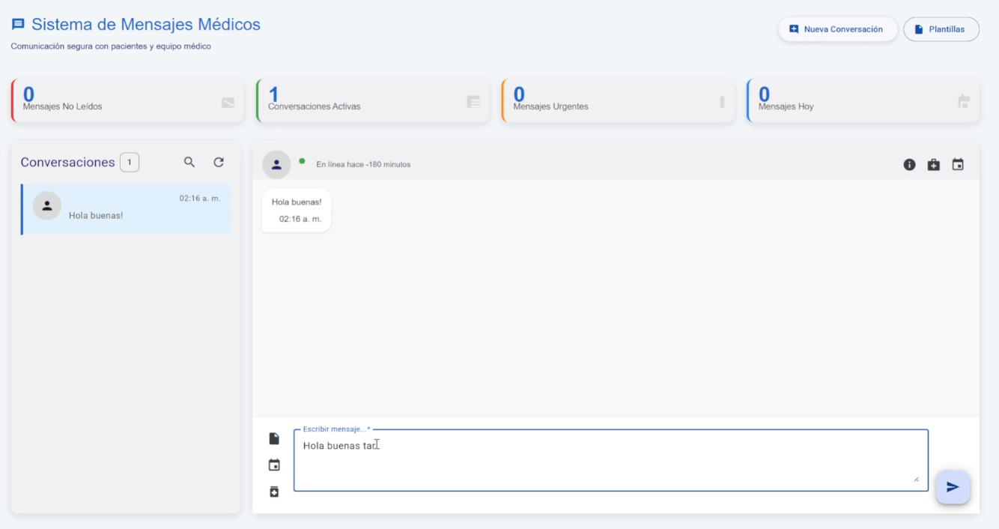 Sistema de Mensajes Médicos
Comunicación segura con pacientes y equipo médico
Nueva Conversación
Plantillas
0
Mensajes No Leídos
1
Conversaciones Activas
0
Mensajes Urgentes
0
Mensajes Hoy
Conversaciones 1
02:16 a. m.
Hola buenas!
En línea hace -180 minutos
Hola buenas!
02:16 a. m.
Escribir mensaje...*
Hola buenas tar